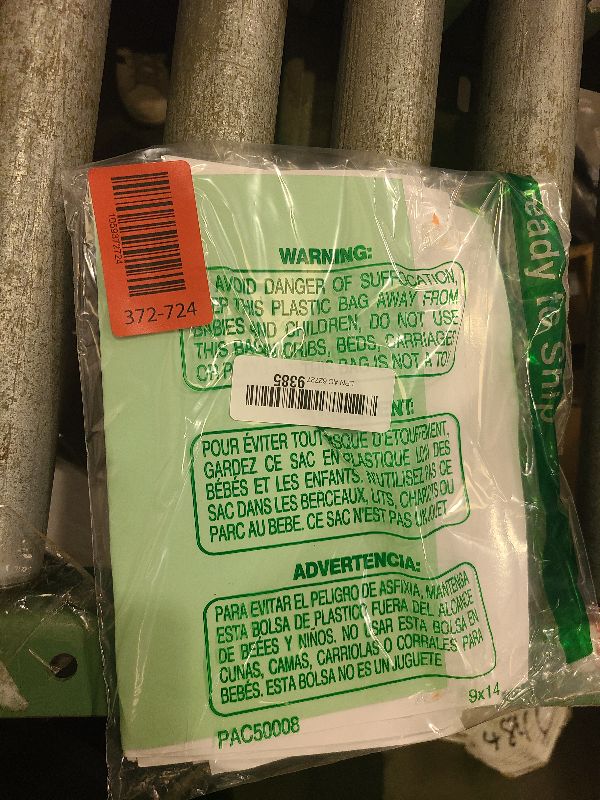 372-724
Ready to Ship
WARNING:
AVOID DANGER OF SUFFOCATION,
THIS PLASTIC BAG AWAY FROM
BABIES AND CHILDREN, DO NOT USE
THIS BAG CRIBS, BEDS, CARRIAGES
BAG IS NOT A TOY
9385
POUR ÉVITER TOUT D'ÉTOUFFEMENT,
GARDEZ CE SAC EN PLASTIQUE LOIN DES
BÉBÉS ET LES ENFANTS. N'UTILISEZ PAS CE
SAC DANS LES BERCEAUX, LITS, CHARIOTS OU
PARC AU BEBE. CE SAC N'EST PAS UN JOUET
ADVERTENCIA:
PARA EVITAR EL PELIGRO DE ASFIXIA, MANTENGA
ESTA BOLSA DE PLASTICO FUERA DEL ALCANCE
DE BEBES Y NIÑOS. NO USAR ESTA BOLSA EN
CUNAS, CAMAS, CARRIOLAS O CORRALES PARA
BEBÉS. ESTA BOLSA NO ES UN JUGUETE
9x14
PAC50008